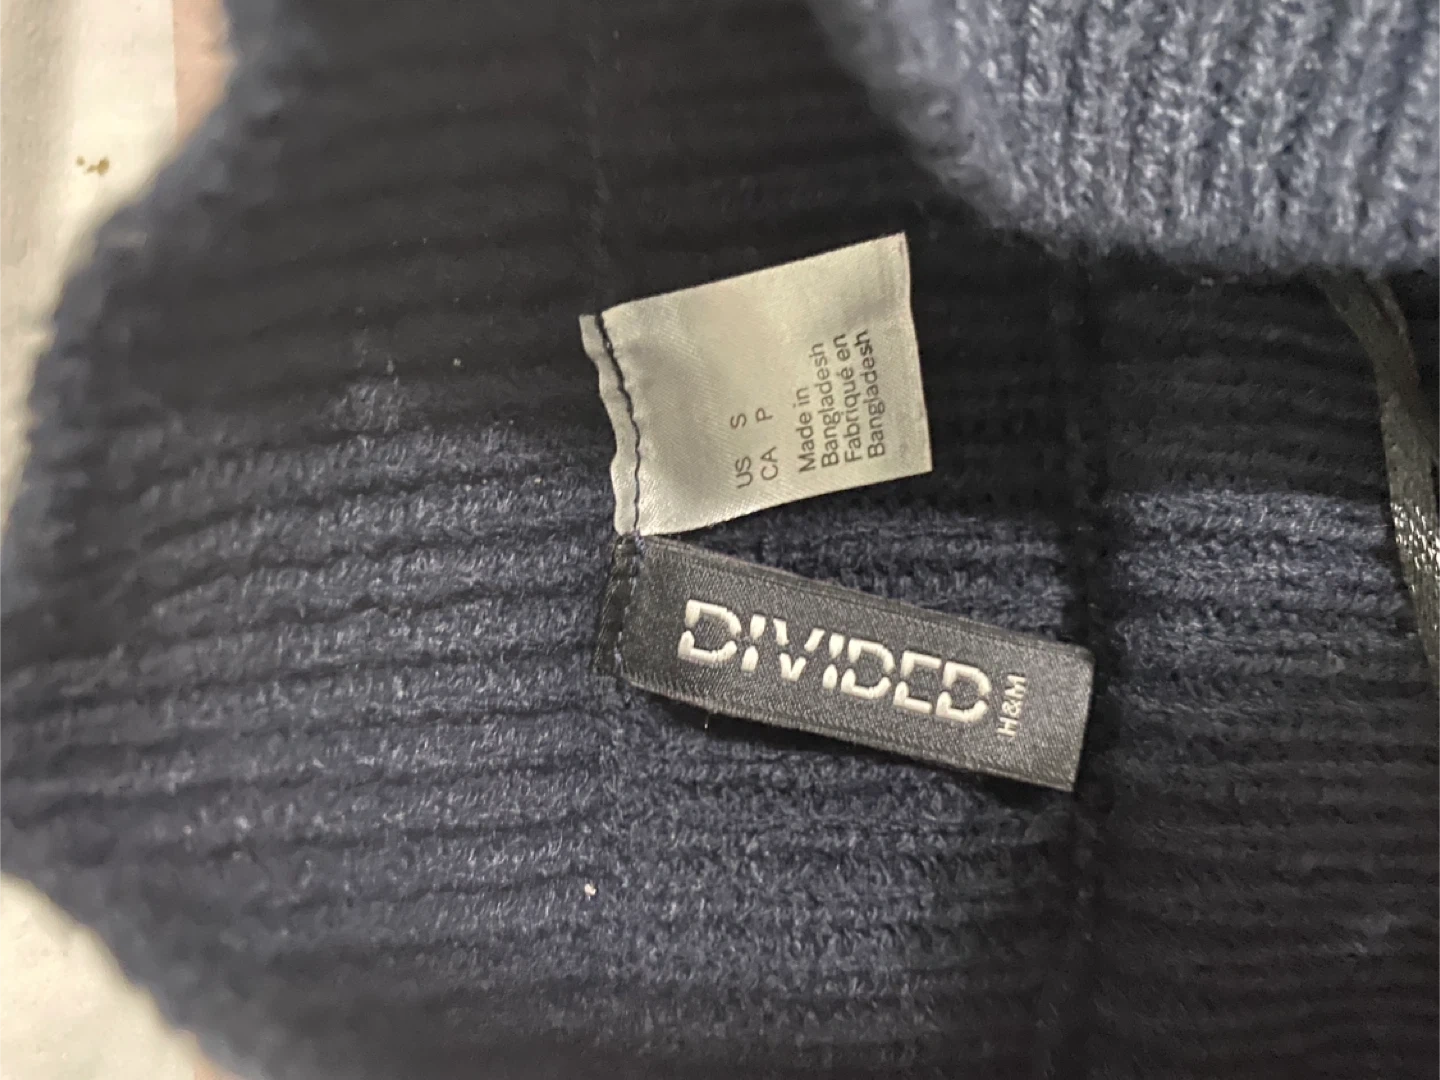 US S
CA P
Made in
Bangladesh
Fabriqué en
Bangladesh
DIVIDED
H&M